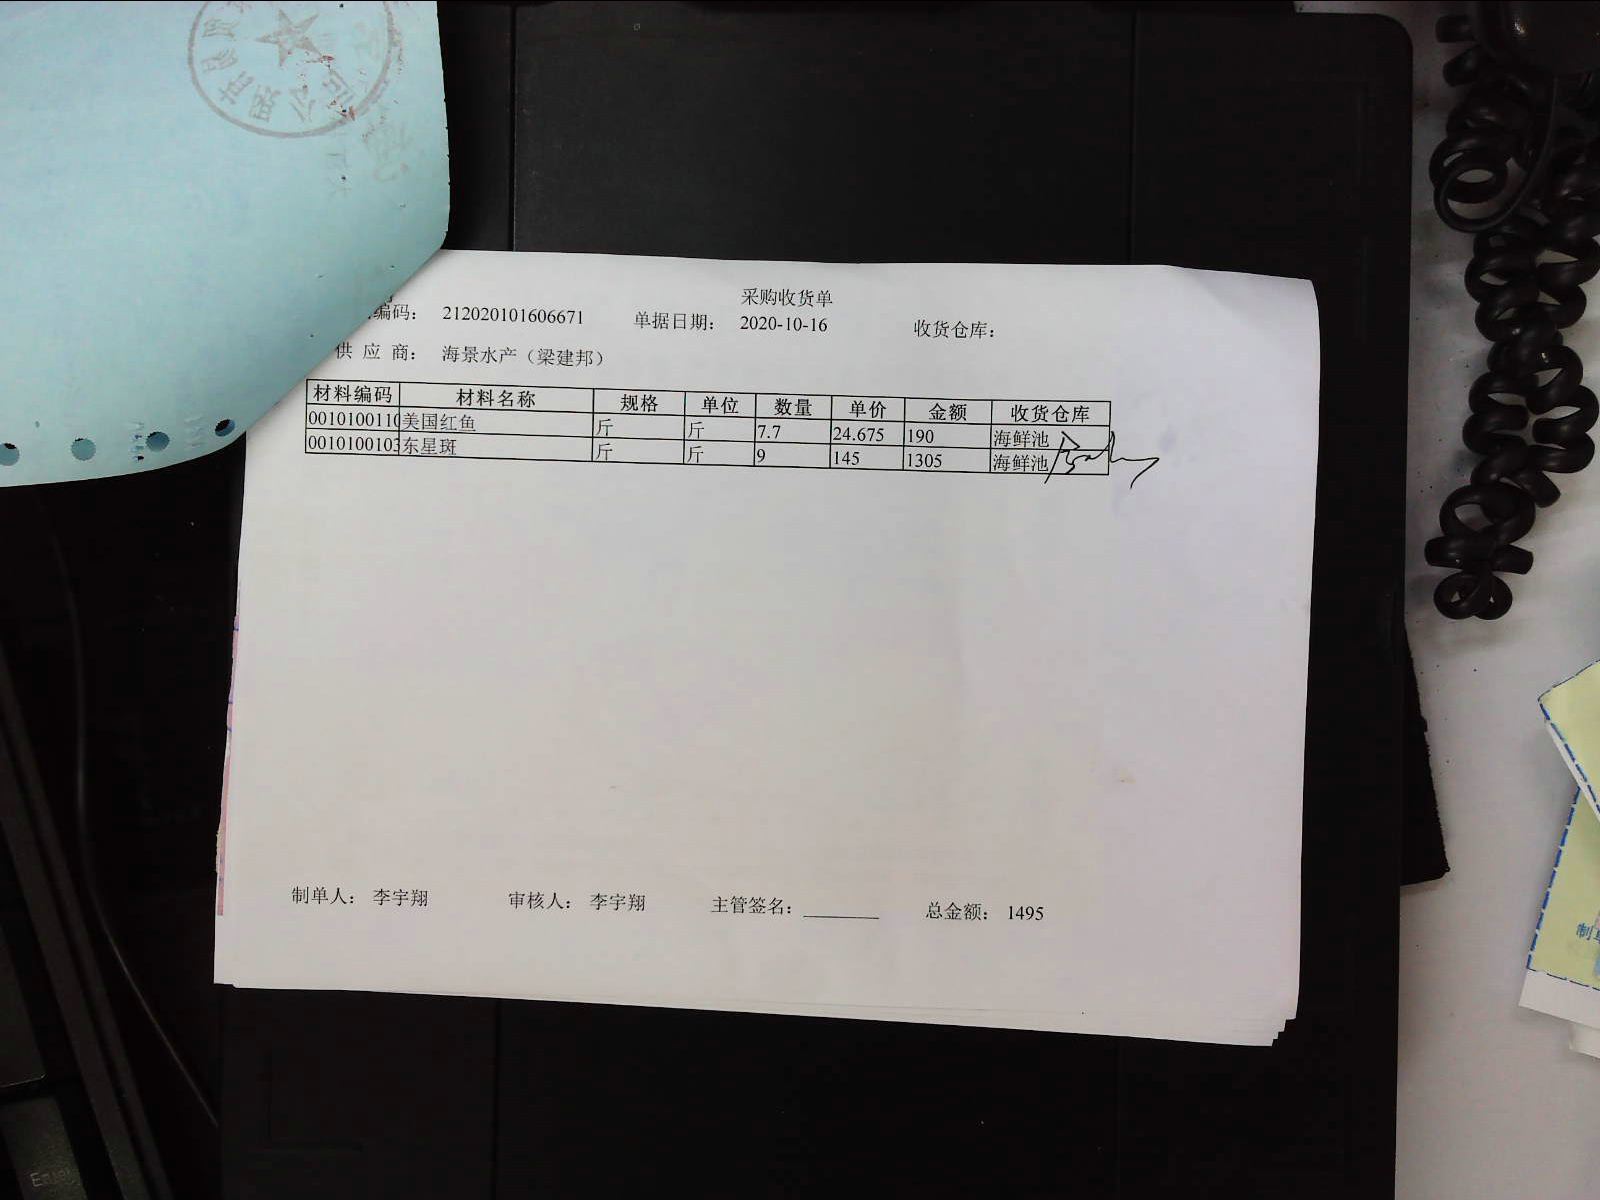 采购收货单
编码： 212020101606671 单据日期： 2020-10-16 收货仓库：
供 应 商： 海景水产（梁建邦）
材料编码 材料名称 规格 单位 数量 单价 金额 收货仓库
0010100110 美国红鱼 斤 斤 7.7 24.675 190 海鲜池
0010100103 东星斑 斤 斤 9 145 1305 海鲜池
制单人： 李宇翔 审核人： 李宇翔 主管签名： 总金额： 1495